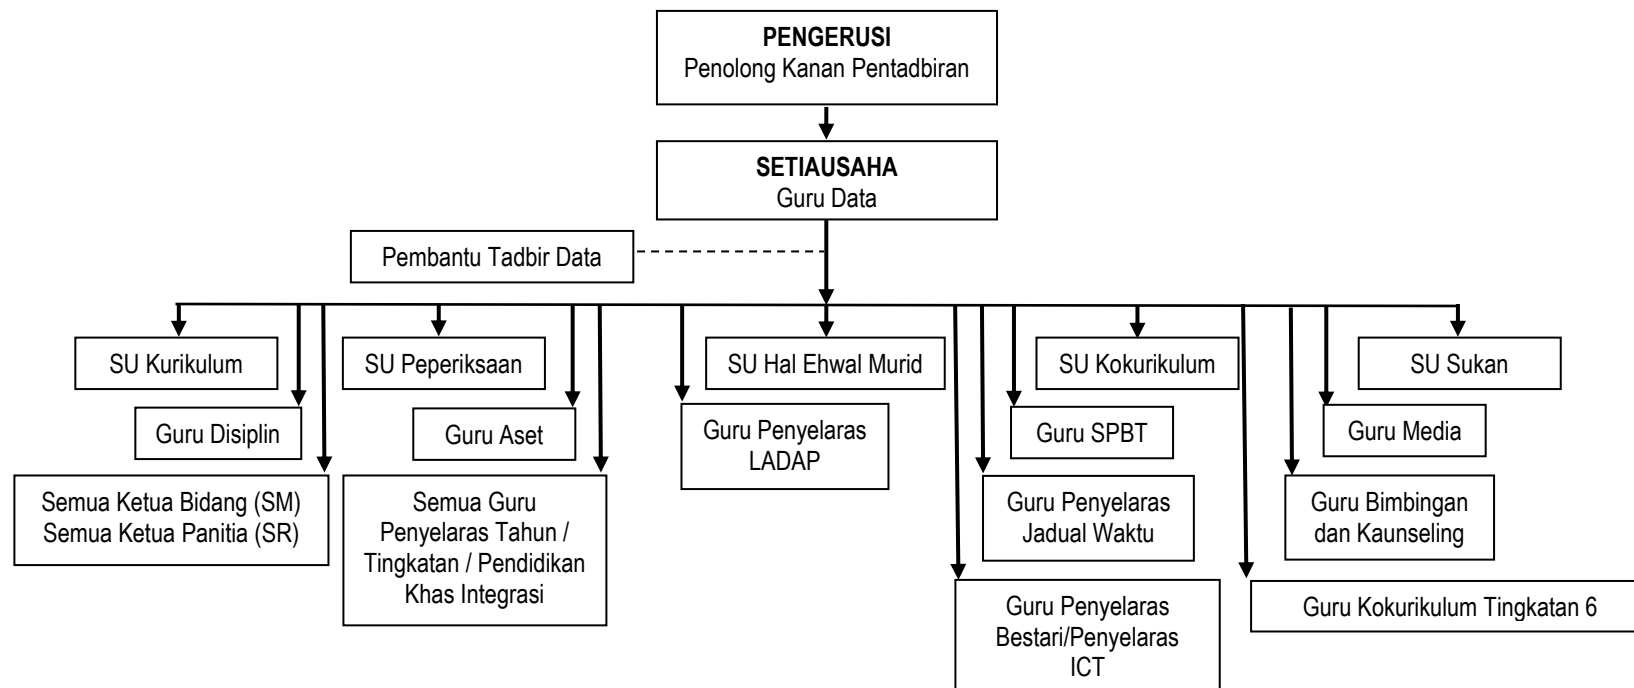 PENGERUSI
Penolong Kanan Pentadbiran
SETIAUSAHA
Guru Data
Pembantu Tadbir Data
SU Kurikulum
SU Peperiksaan
SU Hal Ehwal Murid
SU Kokurikulum
SU Sukan
Guru Disiplin
Guru Aset
Guru Penyelaras
LADAP
Guru SPBT
Guru Media
Semua Ketua Bidang (SM)
Semua Ketua Panitia (SR)
Semua Guru
Penyelaras Tahun /
Tingkatan / Pendidikan
Khas Integrasi
Guru Penyelaras
Jadual Waktu
Guru Bimbingan
dan Kaunseling
Guru Penyelaras
Bestari/Penyelaras
ICT
Guru Kokurikulum Tingkatan 6